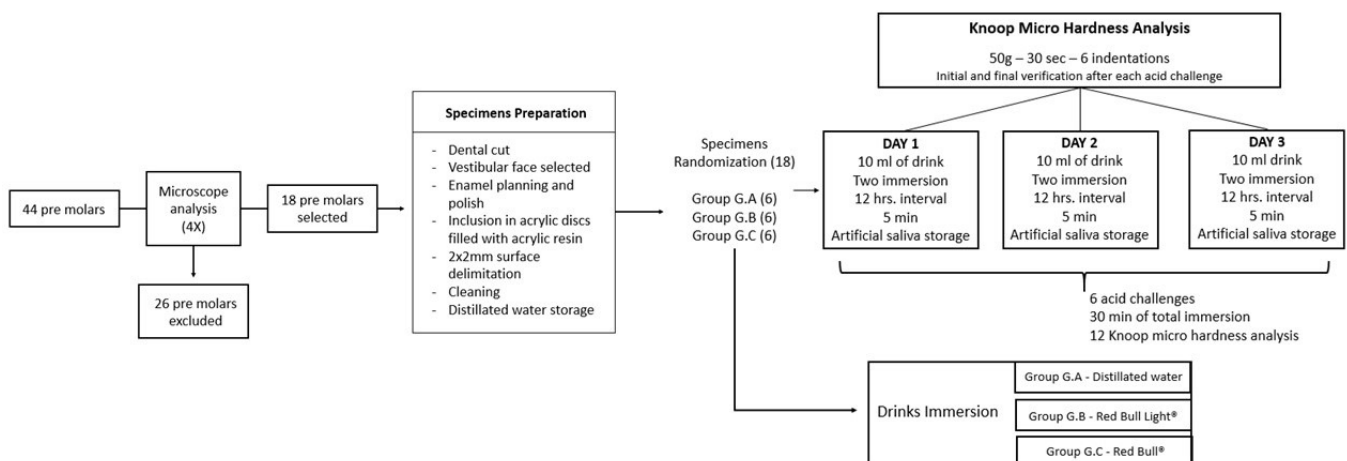 44 pre molars
Microscope
analysis
(4X)
26 pre molars
excluded
18 pre molars
selected
Specimens Preparation
- Dental cut
- Vestibular face selected
- Enamel planning and
polish
- Inclusion in acrylic discs
filled with acrylic resin
- 2x2mm surface
delimitation
- Cleaning
- Distillated water storage
Specimens
Randomization (18)
Group G.A (6)
Group G.B (6)
Group G.C (6)
Knoop Micro Hardness Analysis
50g – 30 sec – 6 indentations
Initial and final verification after each acid challenge
DAY 1
10 ml of drink
Two immersion
12 hrs. interval
5 min
Artificial saliva storage
DAY 2
10 ml of drink
Two immersion
12 hrs. interval
5 min
Artificial saliva storage
DAY 3
10 ml of drink
Two immersion
12 hrs. interval
5 min
Artificial saliva storage
6 acid challenges
30 min of total immersion
12 Knoop micro hardness analysis
Drinks Immersion
Group G.A - Distillated water
Group G.B - Red Bull Light®
Group G.C - Red Bull®